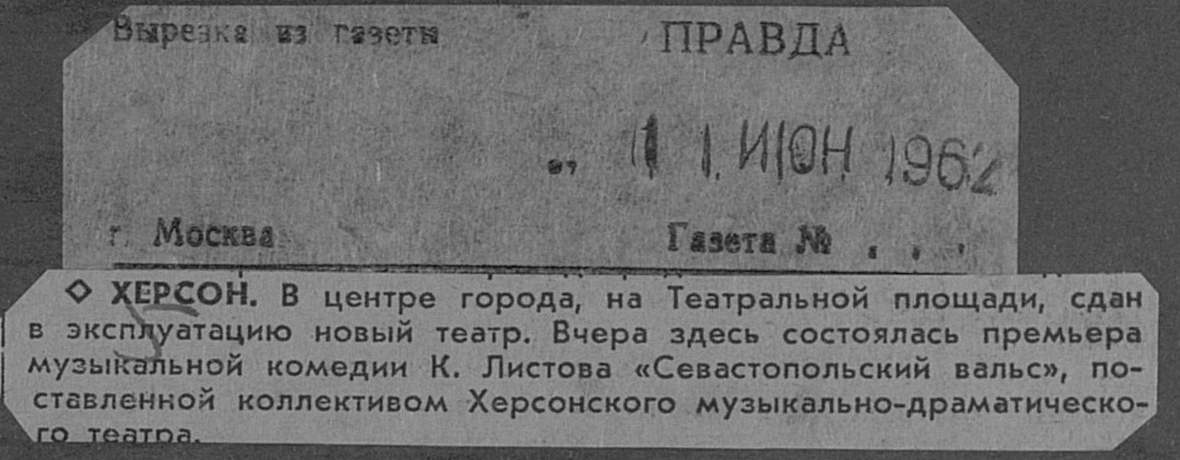 Вырезка из газеты
ПРАВДА
11 ИЮН 1962
г. Москва
Газета № . . .
◇ ХЕРСОН. В центре города, на Театральной площади, сдан
в эксплуатацию новый театр. Вчера здесь состоялась премьера
музыкальной комедии К. Листова «Севастопольский вальс», по-
ставленной коллективом Херсонского музыкально-драматическо-
го театра.